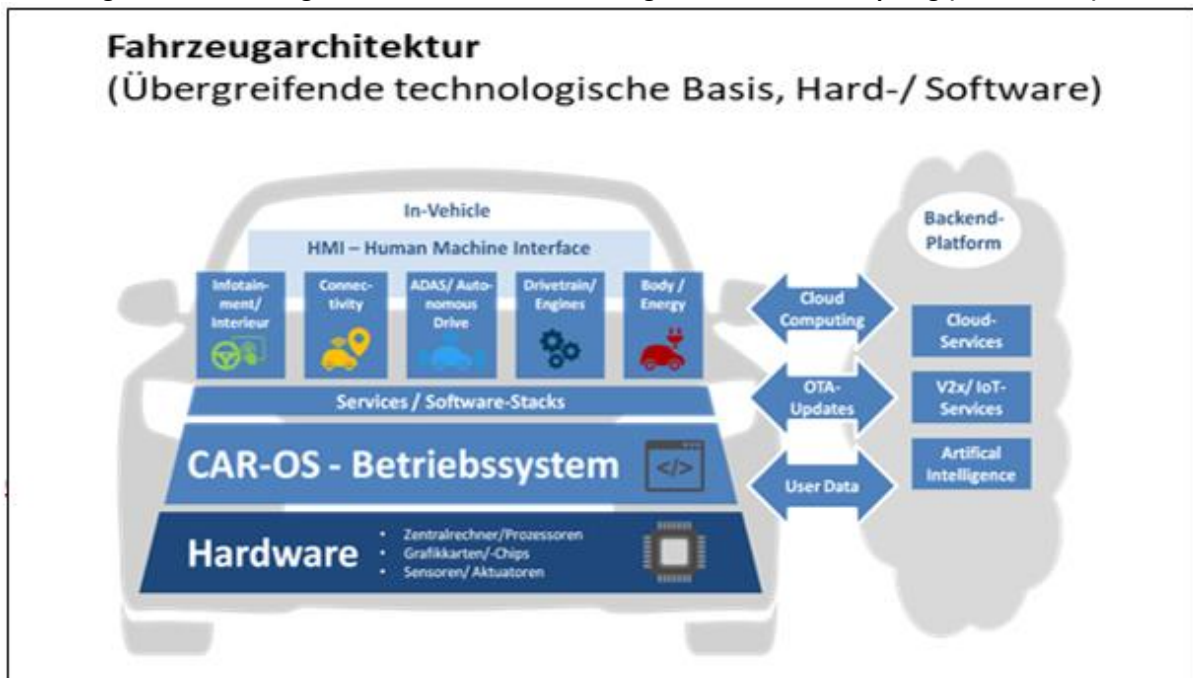 Fahrzeugarchitektur
(Übergreifende technologische Basis, Hard-/ Software)
In-Vehicle
HMI – Human Machine Interface
Infotain-
ment/
Interieur
Connec-
tivity
ADAS/ Auto-
nomous
Drive
Drivetrain/
Engines
Body /
Energy
Services / Software-Stacks
CAR-OS - Betriebssystem
</>
Hardware
• Zentralrechner/Prozessoren
• Grafikkarten/-Chips
• Sensoren/ Aktuatoren
Cloud
Computing
OTA-
Updates
User Data
Backend-
Platform
Cloud-
Services
V2x/ IoT-
Services
Artifical
Intelligence